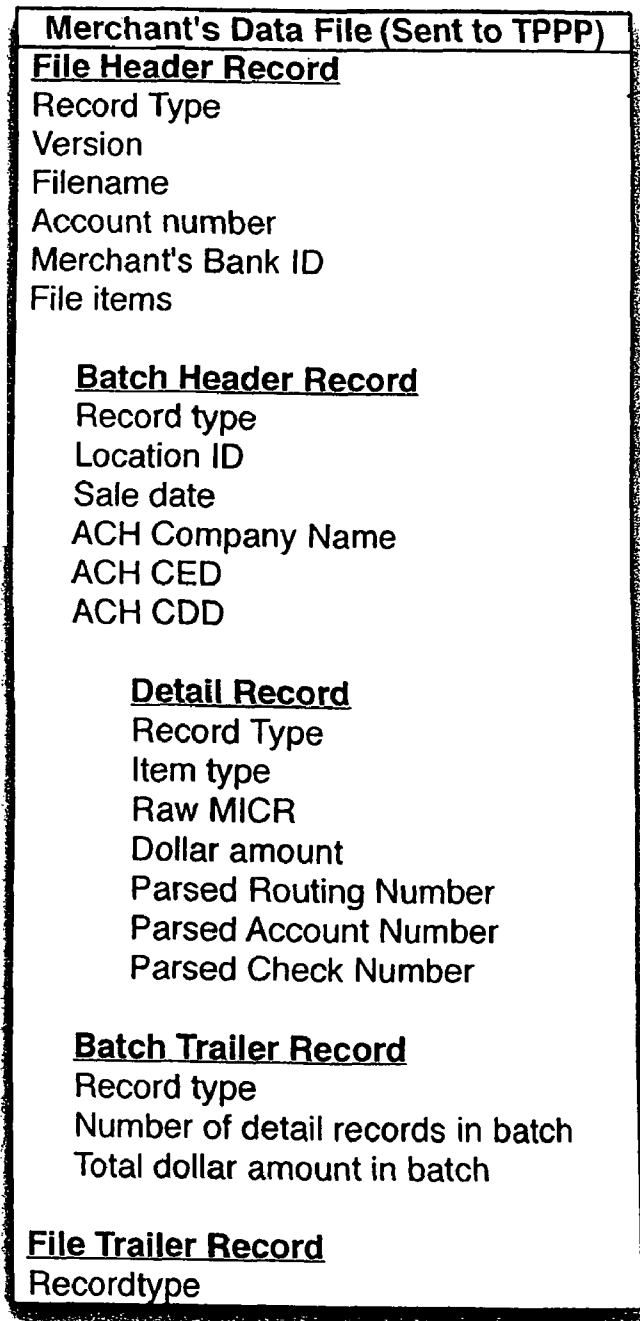 Merchant's Data File (Sent to TPPP)
File Header Record
Record Type
Version
Filename
Account number
Merchant's Bank ID
File items
Batch Header Record
Record type
Location ID
Sale date
ACH Company Name
ACH CED
ACH CDD
Detail Record
Record Type
Item type
Raw MICR
Dollar amount
Parsed Routing Number
Parsed Account Number
Parsed Check Number
Batch Trailer Record
Record type
Number of detail records in batch
Total dollar amount in batch
File Trailer Record
Recordtype